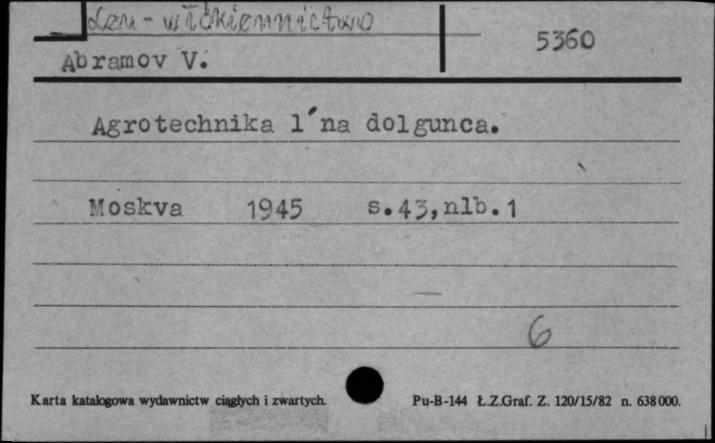 Len - włókiennictwo
5360
Abramov V.
Agrotechnika l´na dolgunca.
Moskva 1945 s.43,nlb.1
6
Karta katalogowa wydawnictw ciągłych i zwartych. Pu-B-144 Ł.Z.Graf. Z. 120/15/82 n. 638000.